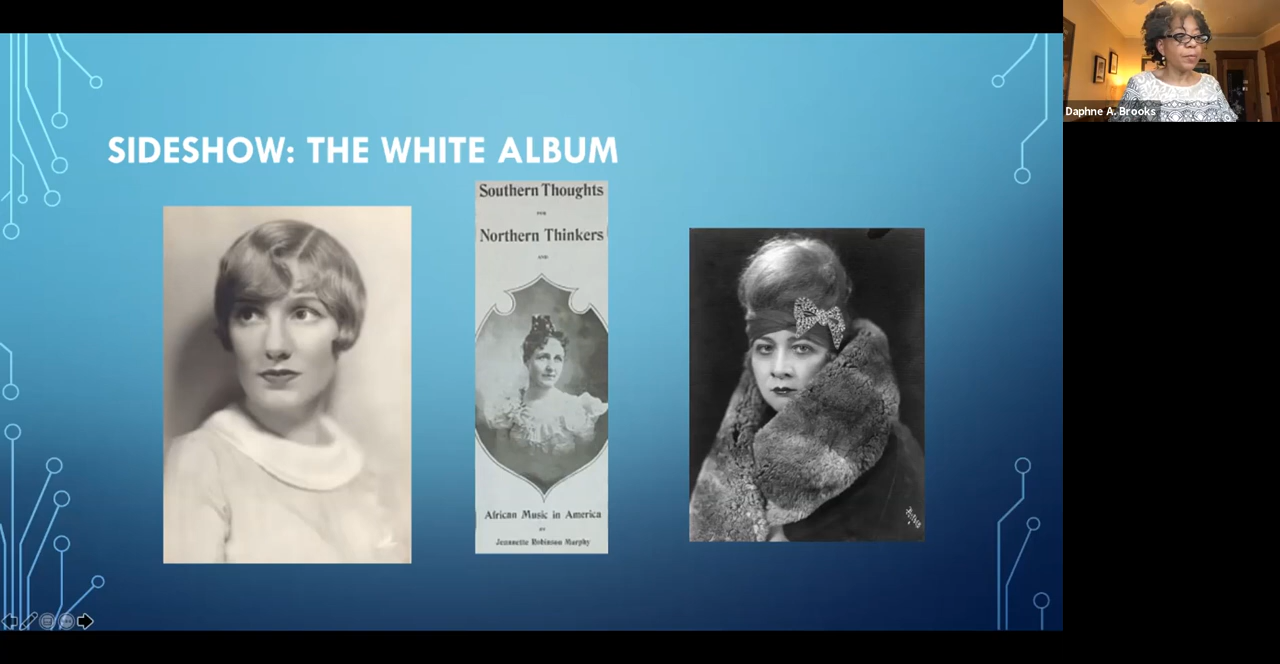 SIDESHOW: THE WHITE ALBUM
Southern Thoughts
FOR
Northern Thinkers
AND
African Music in America
BY
Jeannette Robinson Murphy
Daphne A. Brooks